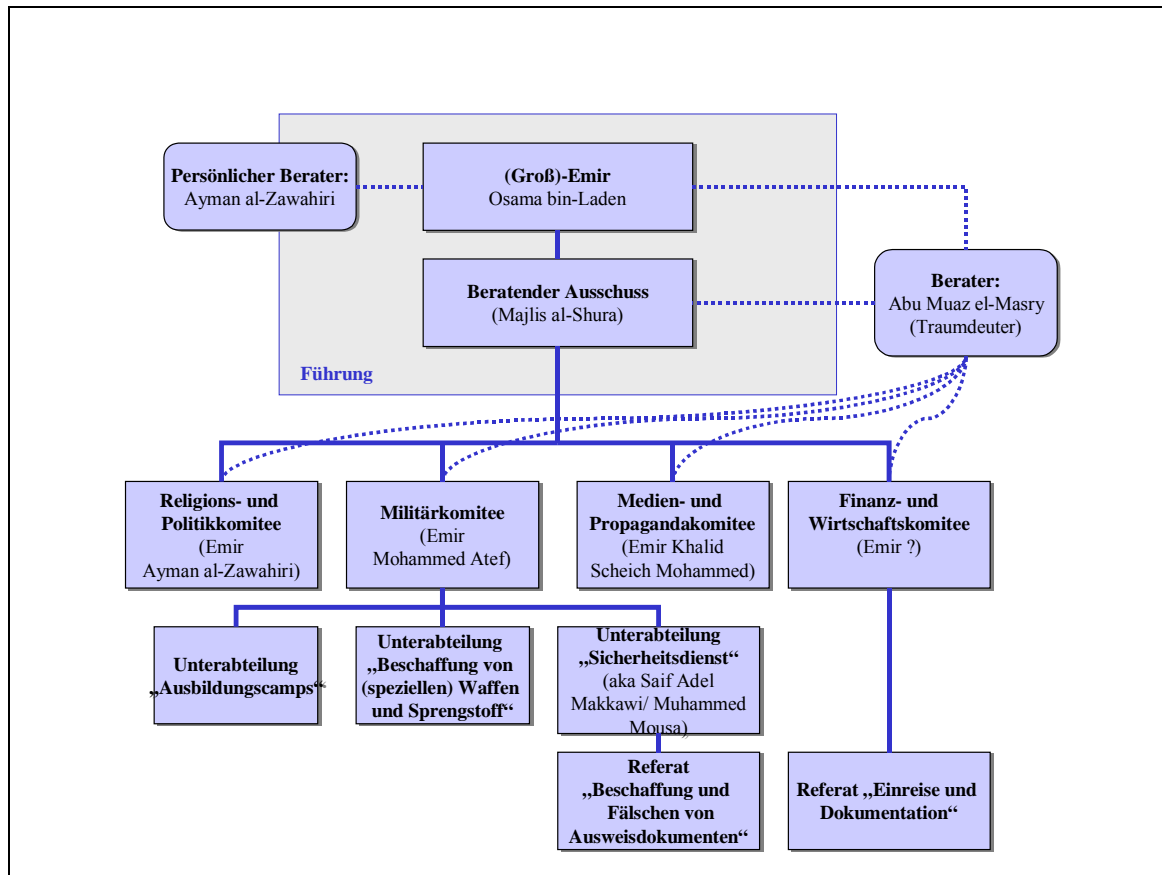 Persönlicher Berater:
Ayman al-Zawahiri
(Groß)-Emir
Osama bin-Laden
Beratender Ausschuss
(Majlis al-Shura)
Berater:
Abu Muaz el-Masry
(Traumdeuter)
Führung
Religions- und
Politikkomitee
(Emir
Ayman al-Zawahiri)
Militärkomitee
(Emir
Mohammed Atef)
Medien- und
Propagandakomitee
(Emir Khalid
Scheich Mohammed)
Finanz- und
Wirtschaftskomitee
(Emir ?)
Unterabteilung
„Ausbildungscamps“
Unterabteilung
„Beschaffung von
(speziellen) Waffen
und Sprengstoff“
Unterabteilung
„Sicherheitsdienst“
(aka Saif Adel
Makkawi/ Muhammed
Mousa)
Referat
„Beschaffung und
Fälschen von
Ausweisdokumenten“
Referat „Einreise und
Dokumentation“